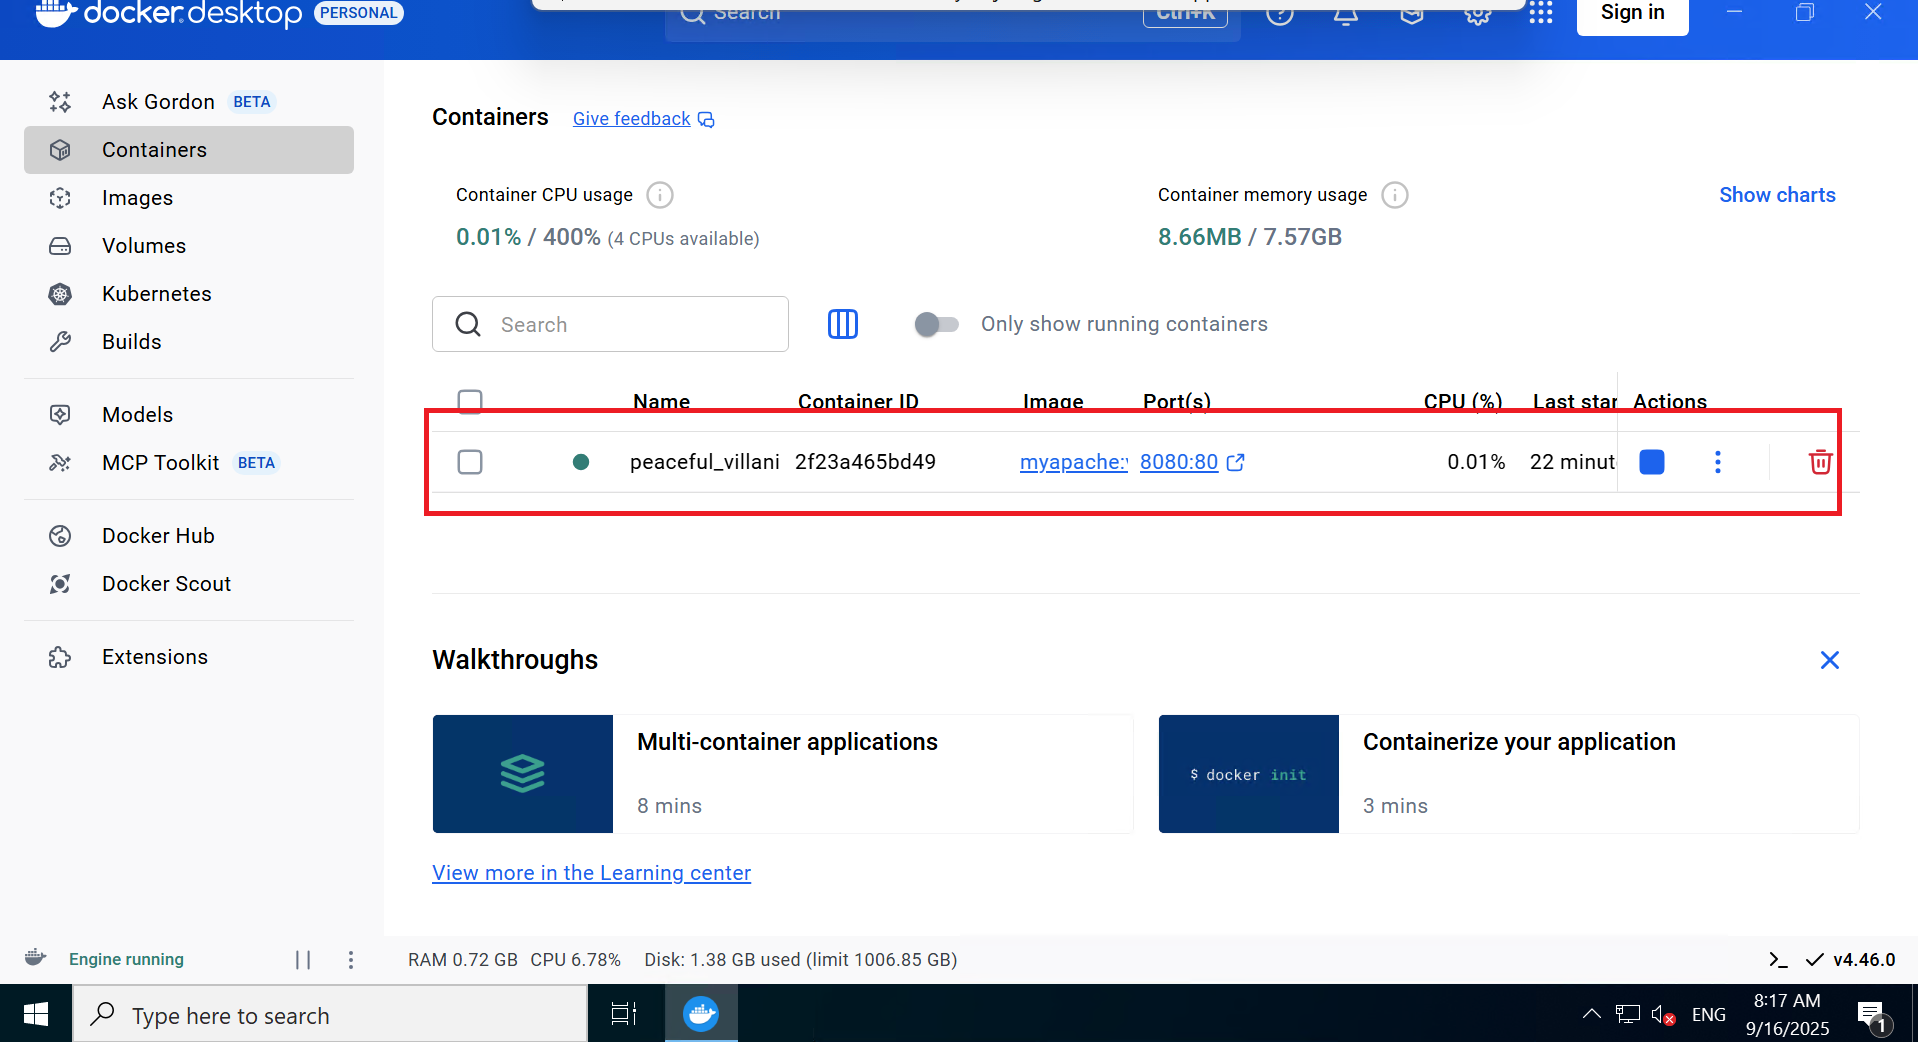 docker desktop PERSONAL
Search
Ctrl+K
Sign in
Ask Gordon BETA
Containers
Images
Volumes
Kubernetes
Builds
Models
MCP Toolkit BETA
Docker Hub
Docker Scout
Extensions
Containers Give feedback
Container CPU usage
0.01% / 400% (4 CPUs available)
Container memory usage
8.66MB / 7.57GB
Show charts
Search
Only show running containers
Name Container ID Image Port(s) CPU (%) Last star Actions
peaceful_villani 2f23a465bd49 myapache: 8080:80 0.01% 22 minut
Walkthroughs
Multi-container applications
8 mins
$ docker init
Containerize your application
3 mins
View more in the Learning center
Engine running
RAM 0.72 GB CPU 6.78% Disk: 1.38 GB used (limit 1006.85 GB)
v4.46.0
Type here to search
ENG
8:17 AM
9/16/2025
1